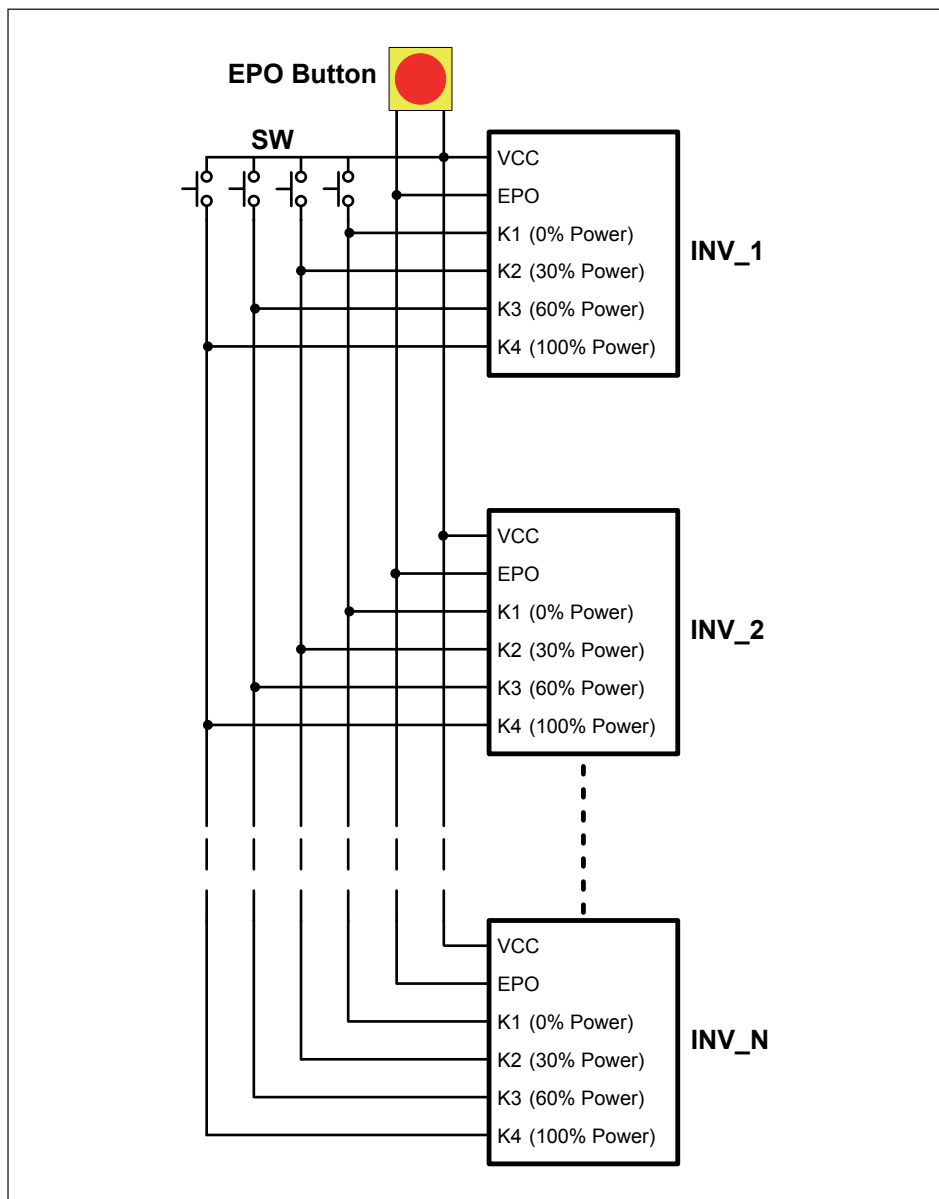 EPO Button
SW
VCC
EPO
K1 (0% Power)
K2 (30% Power)
K3 (60% Power)
K4 (100% Power)
INV_1
VCC
EPO
K1 (0% Power)
K2 (30% Power)
K3 (60% Power)
K4 (100% Power)
INV_2
VCC
EPO
K1 (0% Power)
K2 (30% Power)
K3 (60% Power)
K4 (100% Power)
INV_N